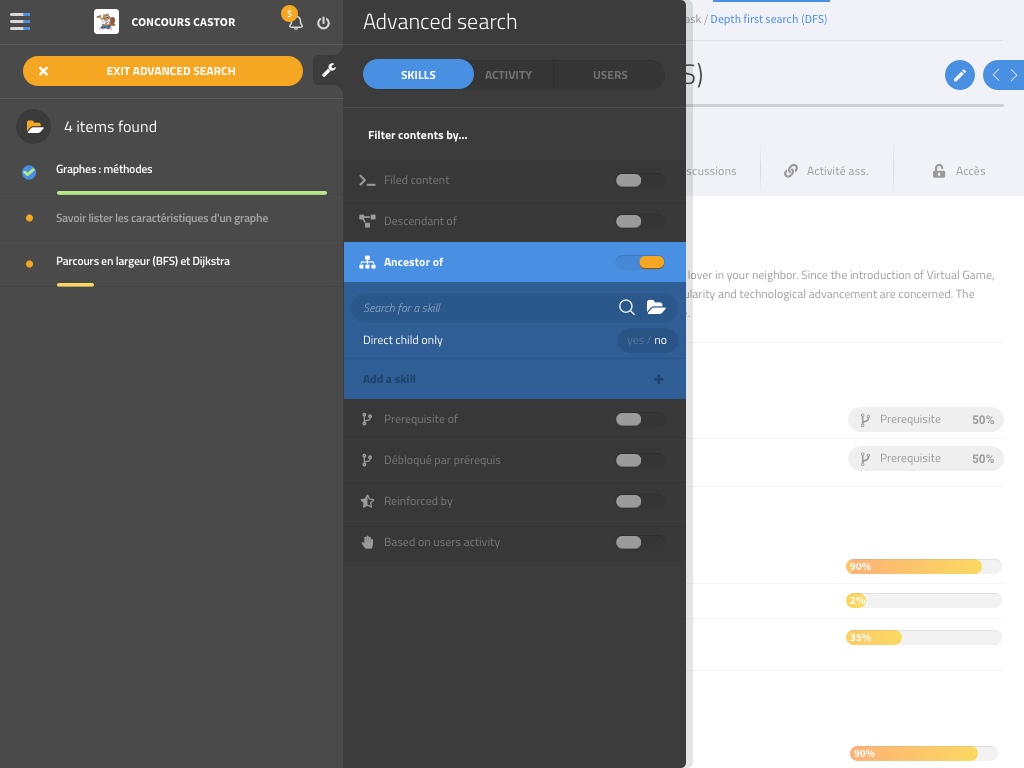 CONCOURS CASTOR
5
EXIT ADVANCED SEARCH
4 items found
Graphes : méthodes
Savoir lister les caractéristiques d'un graphe
Parcours en largeur (BFS) et Dijkstra
Advanced search
SKILLS
ACTIVITY
USERS
Filter contents by...
Filed content
Descendant of
Ancestor of
Search for a skill
Direct child only
yes / no
Add a skill
Prerequisite of
Débloqué par prérequis
Reinforced by
Based on users activity
ask / Depth first search (DFS)
S)
scussions
Activité ass.
Accès
lover in your neighbor. Since the introduction of Virtual Game,
ularity and technological advancement are concerned. The
Prerequisite 50%
Prerequisite 50%
90%
2%
35%
90%